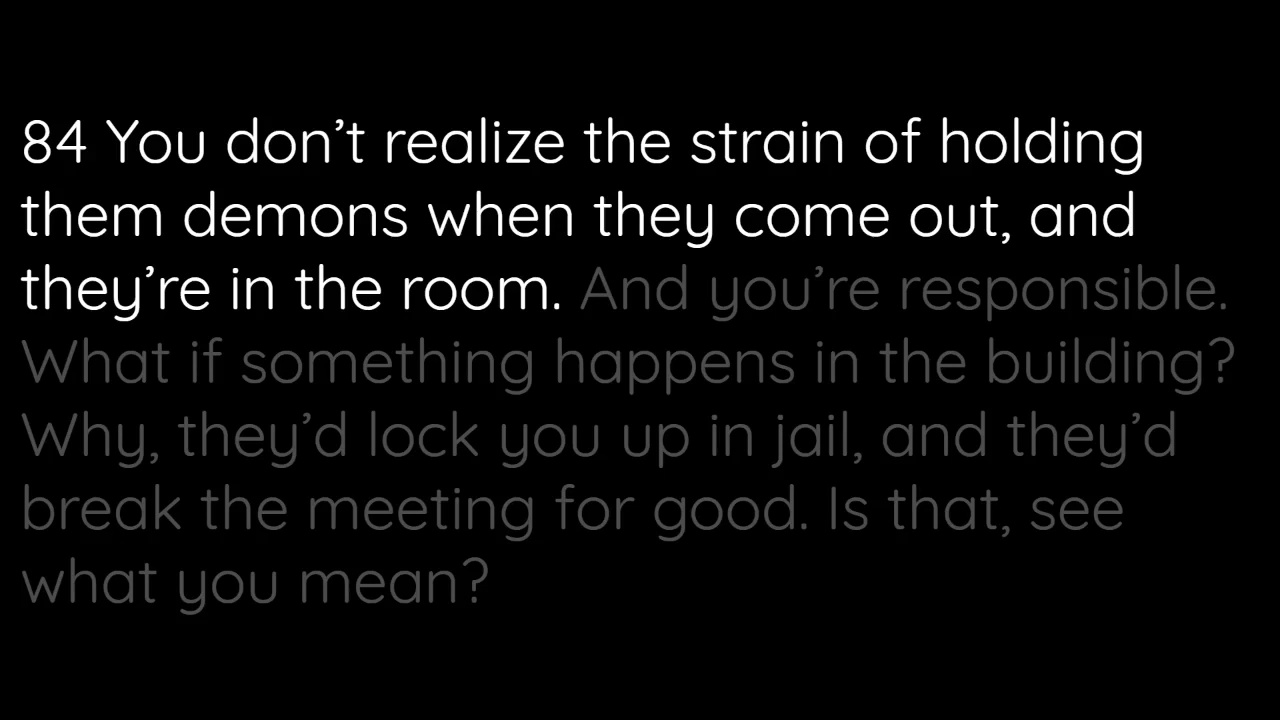 84 You don’t realize the strain of holding
them demons when they come out, and
they’re in the room. And you’re responsible.
What if something happens in the building?
Why, they’d lock you up in jail, and they’d
break the meeting for good. Is that, see
what you mean?